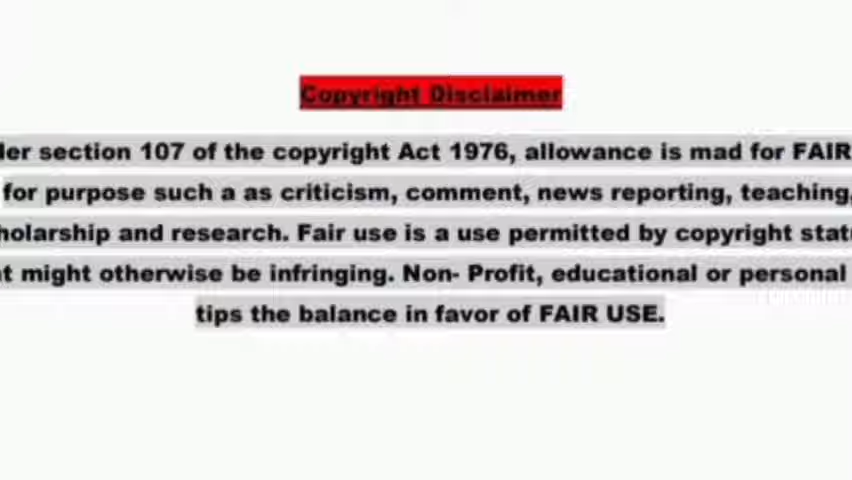 Copyright Disclaimer
der section 107 of the copyright Act 1976, allowance is mad for FAIR
for purpose such a as criticism, comment, news reporting, teaching,
holarship and research. Fair use is a use permitted by copyright statu
t might otherwise be infringing. Non- Profit, educational or personal
tips the balance in favor of FAIR USE.